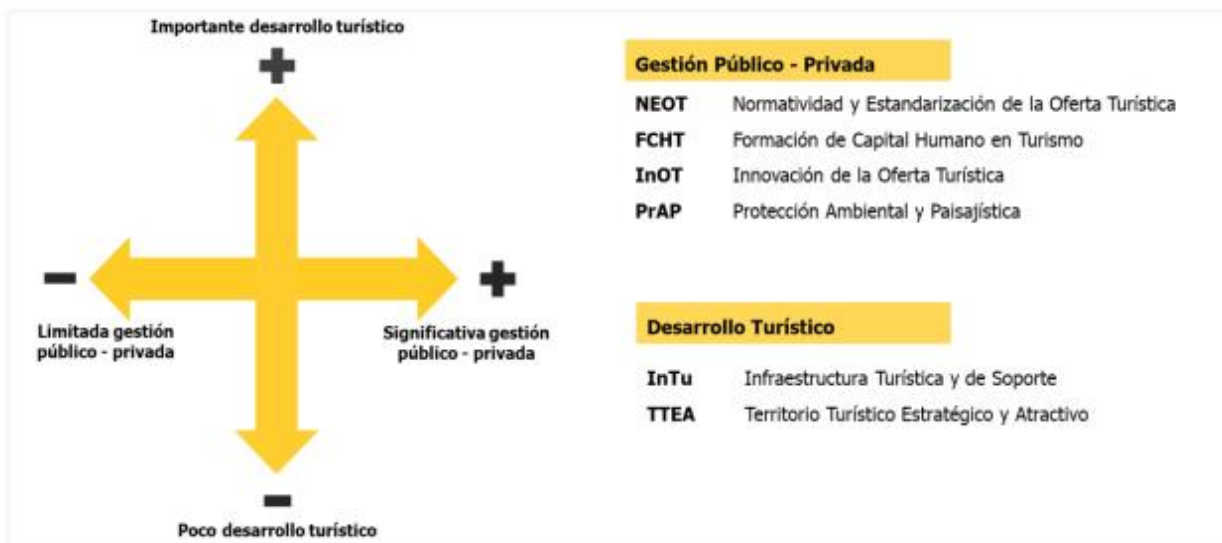 Importante desarrollo turístico
+
-
+
Limitada gestión
público - privada
Significativa gestión
público - privada
-
Poco desarrollo turístico
Gestión Público - Privada
NEOT Normatividad y Estandarización de la Oferta Turística
FCHT Formación de Capital Humano en Turismo
InOT Innovación de la Oferta Turística
PrAP Protección Ambiental y Paisajística
Desarrollo Turístico
InTu Infraestructura Turística y de Soporte
TTEA Territorio Turístico Estratégico y Atractivo